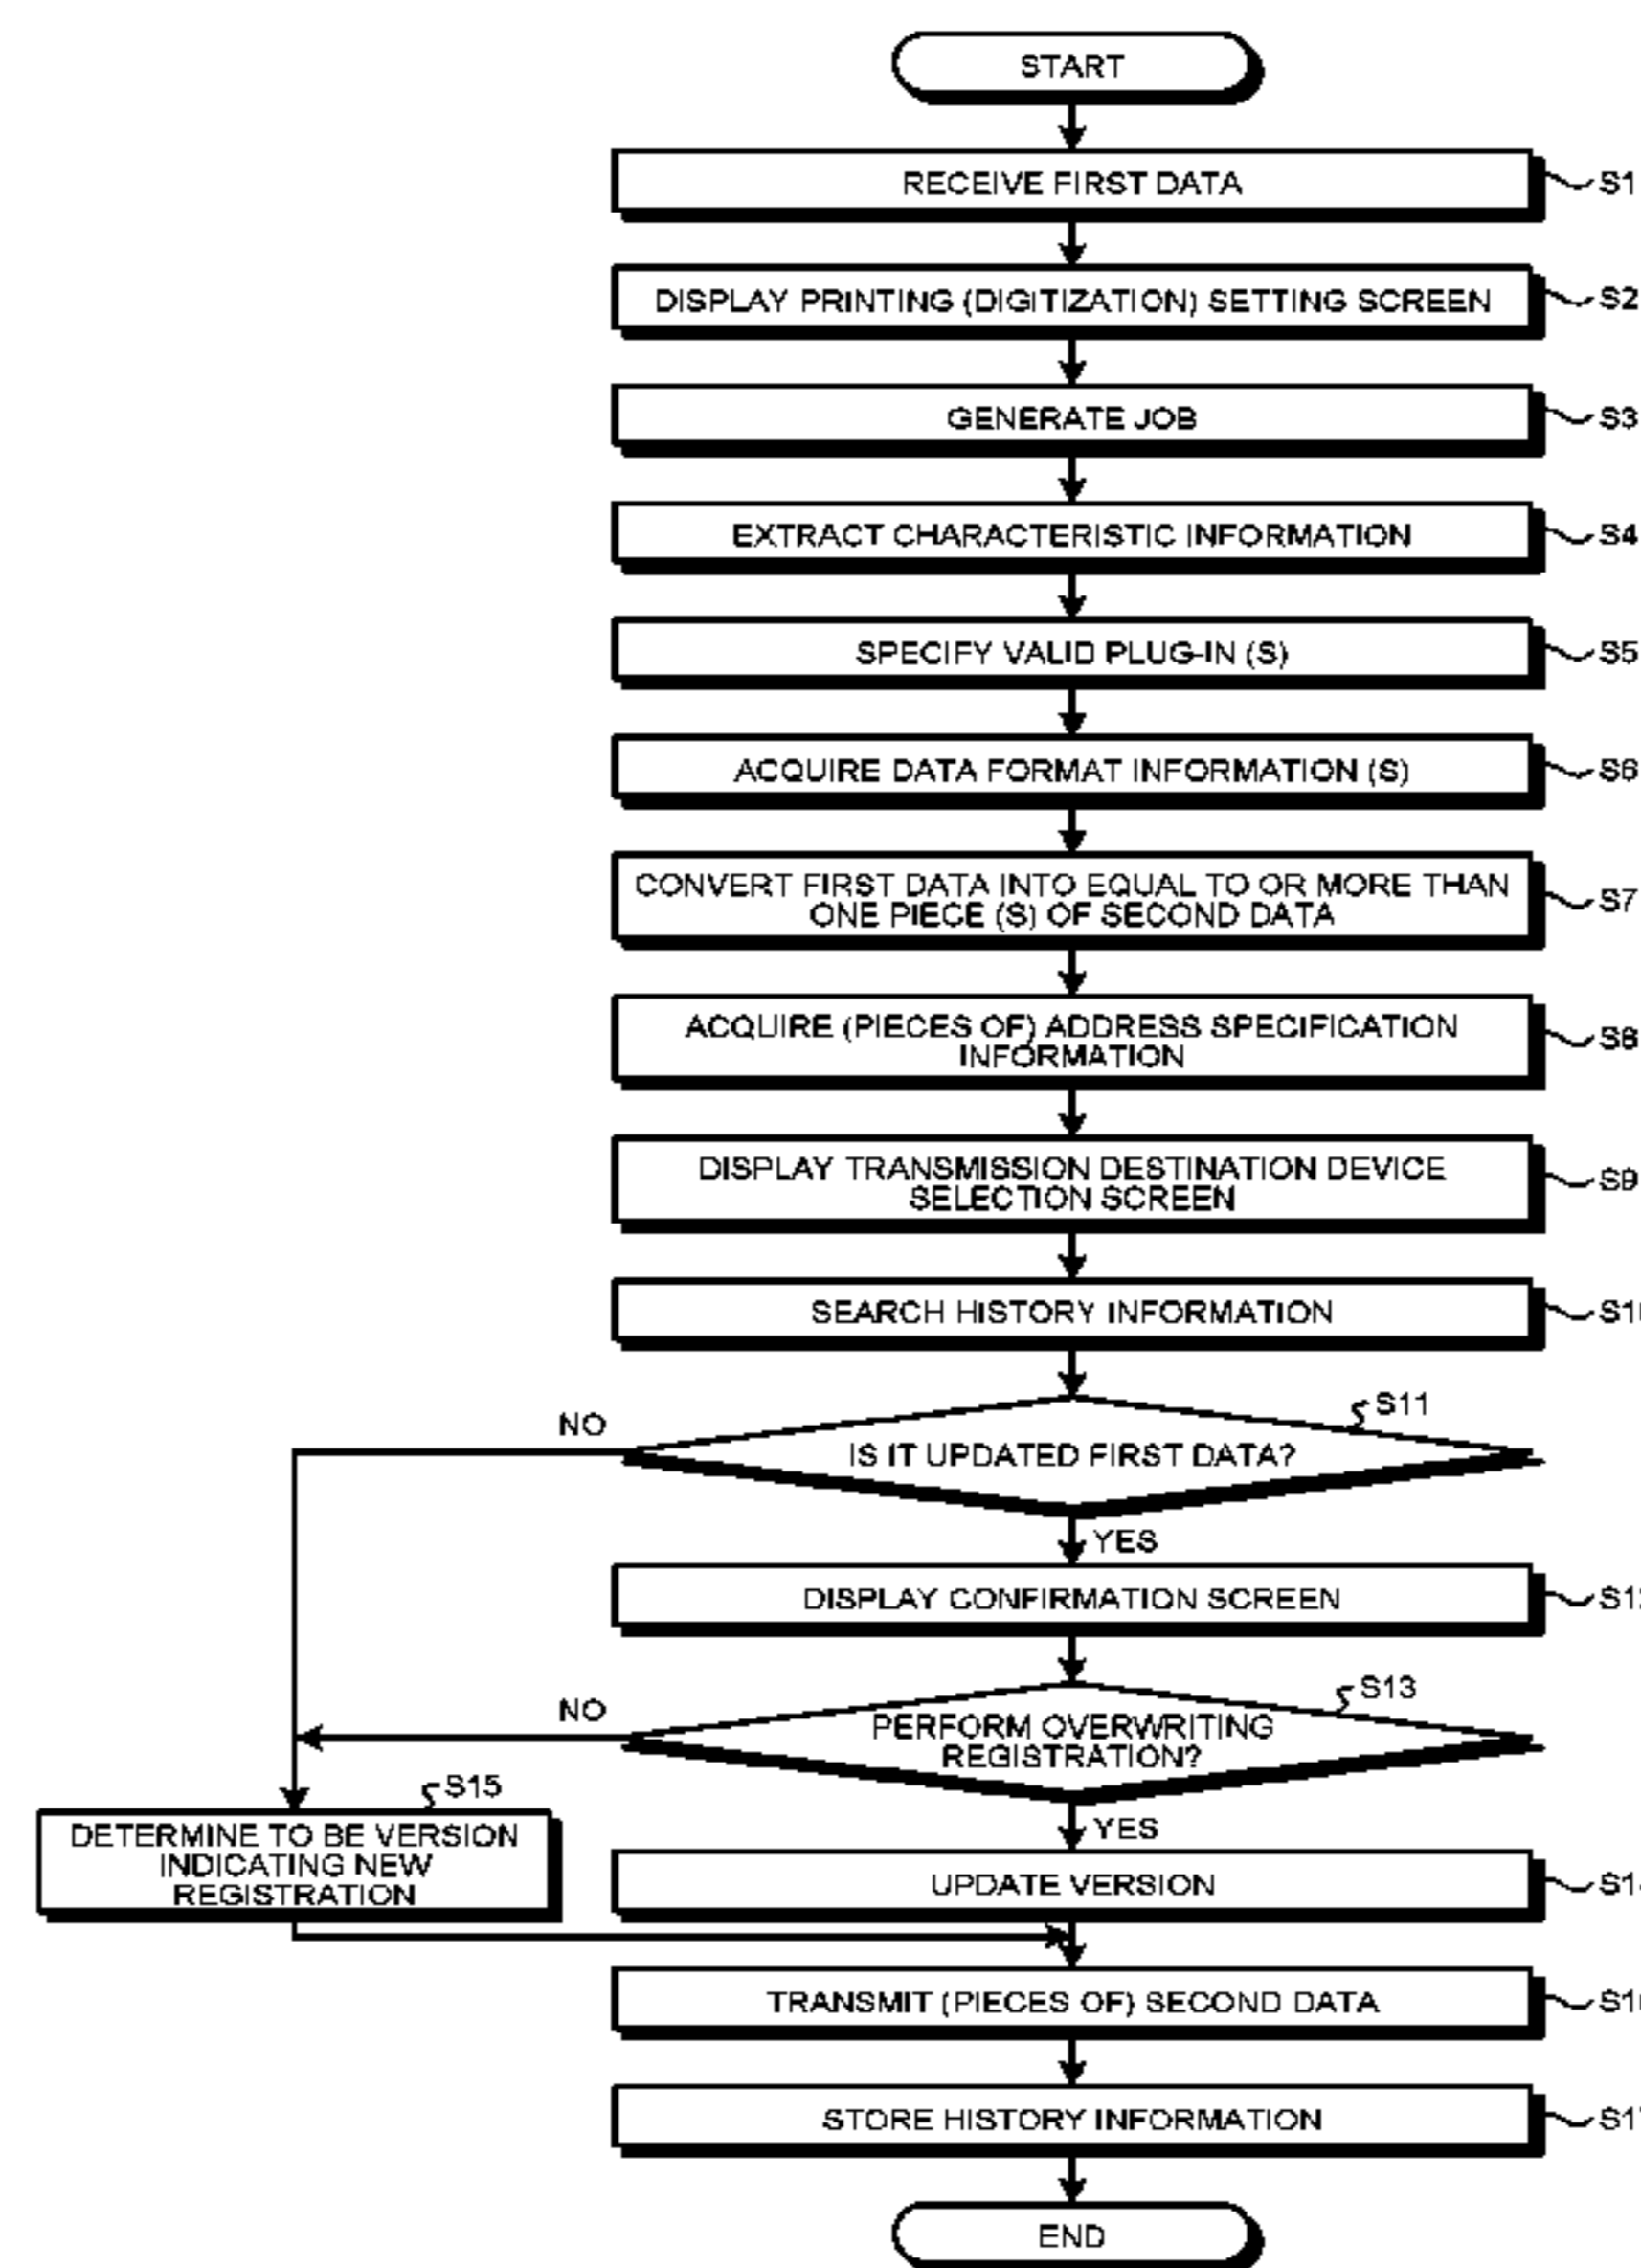 START
RECEIVE FIRST DATA
S1
DISPLAY PRINTING (DIGITIZATION) SETTING SCREEN
S2
GENERATE JOB
S3
EXTRACT CHARACTERISTIC INFORMATION
S4
SPECIFY VALID PLUG-IN (S)
S5
ACQUIRE DATA FORMAT INFORMATION (S)
S6
CONVERT FIRST DATA INTO EQUAL TO OR MORE THAN
ONE PIECE (S) OF SECOND DATA
S7
ACQUIRE (PIECES OF) ADDRESS SPECIFICATION
INFORMATION
S8
DISPLAY TRANSMISSION DESTINATION DEVICE
SELECTION SCREEN
S9
SEARCH HISTORY INFORMATION
S11
NO
IS IT UPDATED FIRST DATA?
YES
DISPLAY CONFIRMATION SCREEN
S13
NO
PERFORM OVERWRITING
REGISTRATION?
S15
YES
DETERMINE TO BE VERSION
INDICATING NEW
REGISTRATION
UPDATE VERSION
TRANSMIT (PIECES OF) SECOND DATA
STORE HISTORY INFORMATION
END